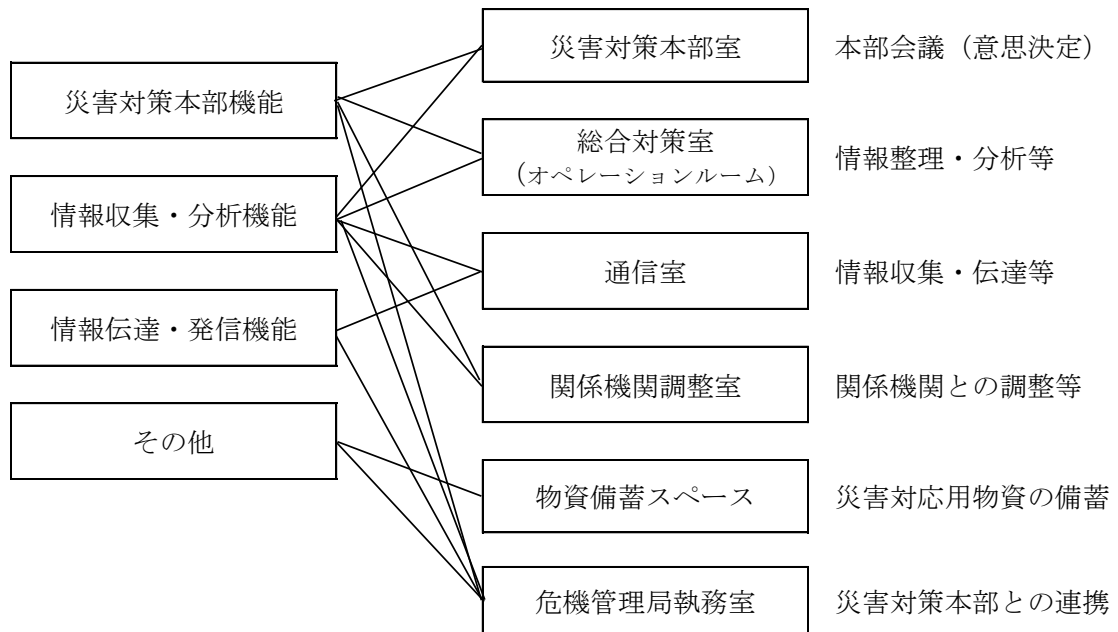 災害対策本部機能
情報収集・分析機能
情報伝達・発信機能
その他
災害対策本部室
本部会議（意思決定）
総合対策室
（オペレーションルーム）
情報整理・分析等
通信室
情報収集・伝達等
関係機関調整室
関係機関との調整等
物資備蓄スペース
災害対応用物資の備蓄
危機管理局執務室
災害対策本部との連携